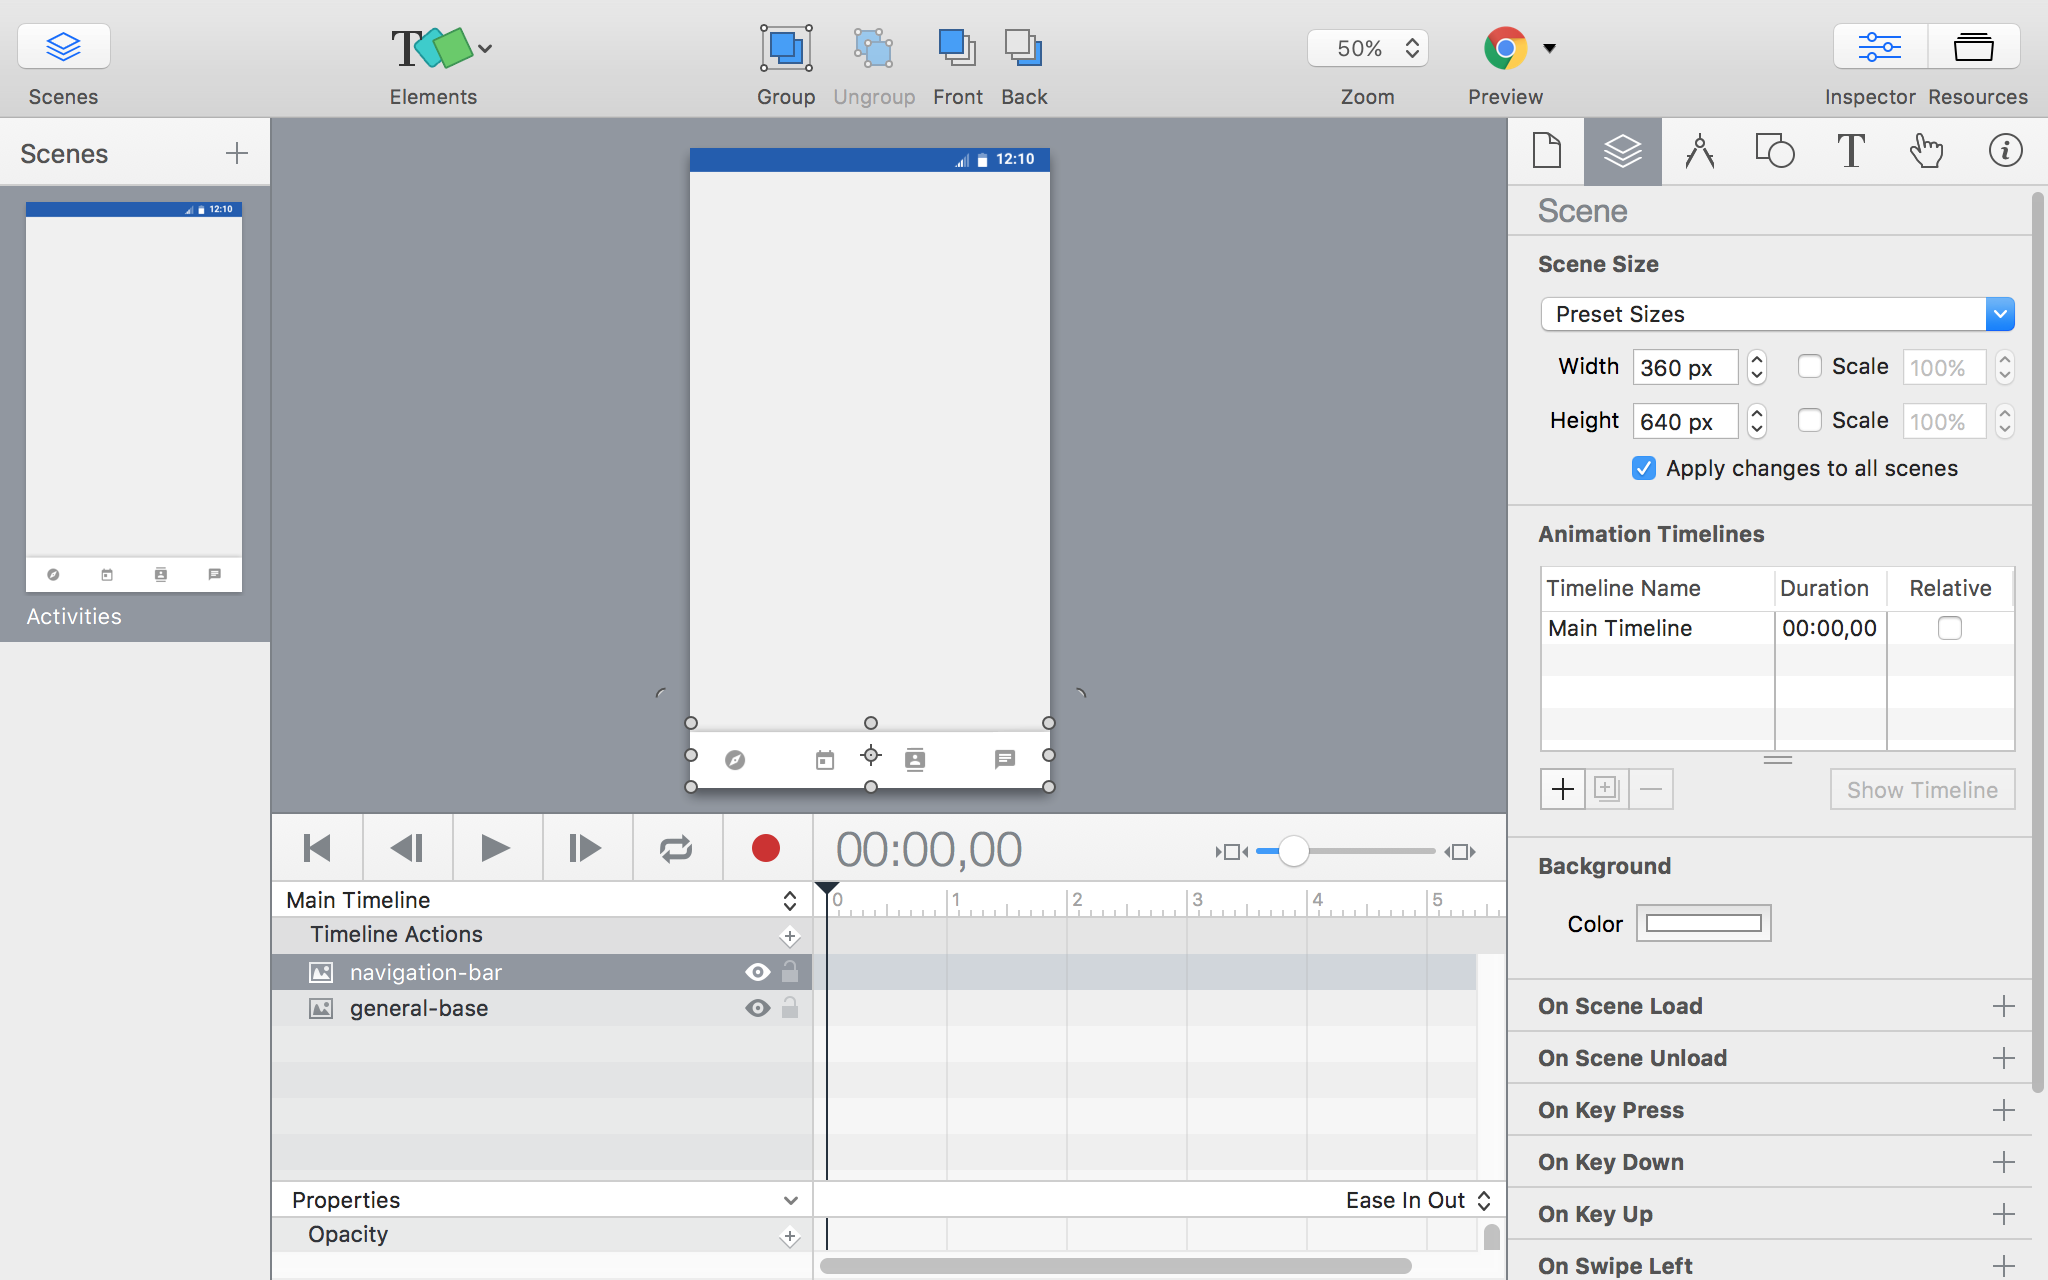 50%
Scenes
Elements
Group
Ungroup
Front
Back
Zoom
Preview
Inspector
Resources
Scenes
12:10
Activities
12:10
Scene
Scene Size
Preset Sizes
Width 360 px Scale 100%
Height 640 px Scale 100%
Apply changes to all scenes
Animation Timelines
Timeline Name Duration Relative
Main Timeline 00:00,00
Show Timeline
Background
Color
On Scene Load
On Scene Unload
On Key Press
On Key Down
On Key Up
On Swipe Left
00:00,00
Main Timeline
0 1 2 3 4 5
Timeline Actions
navigation-bar
general-base
Properties
Ease In Out
Opacity